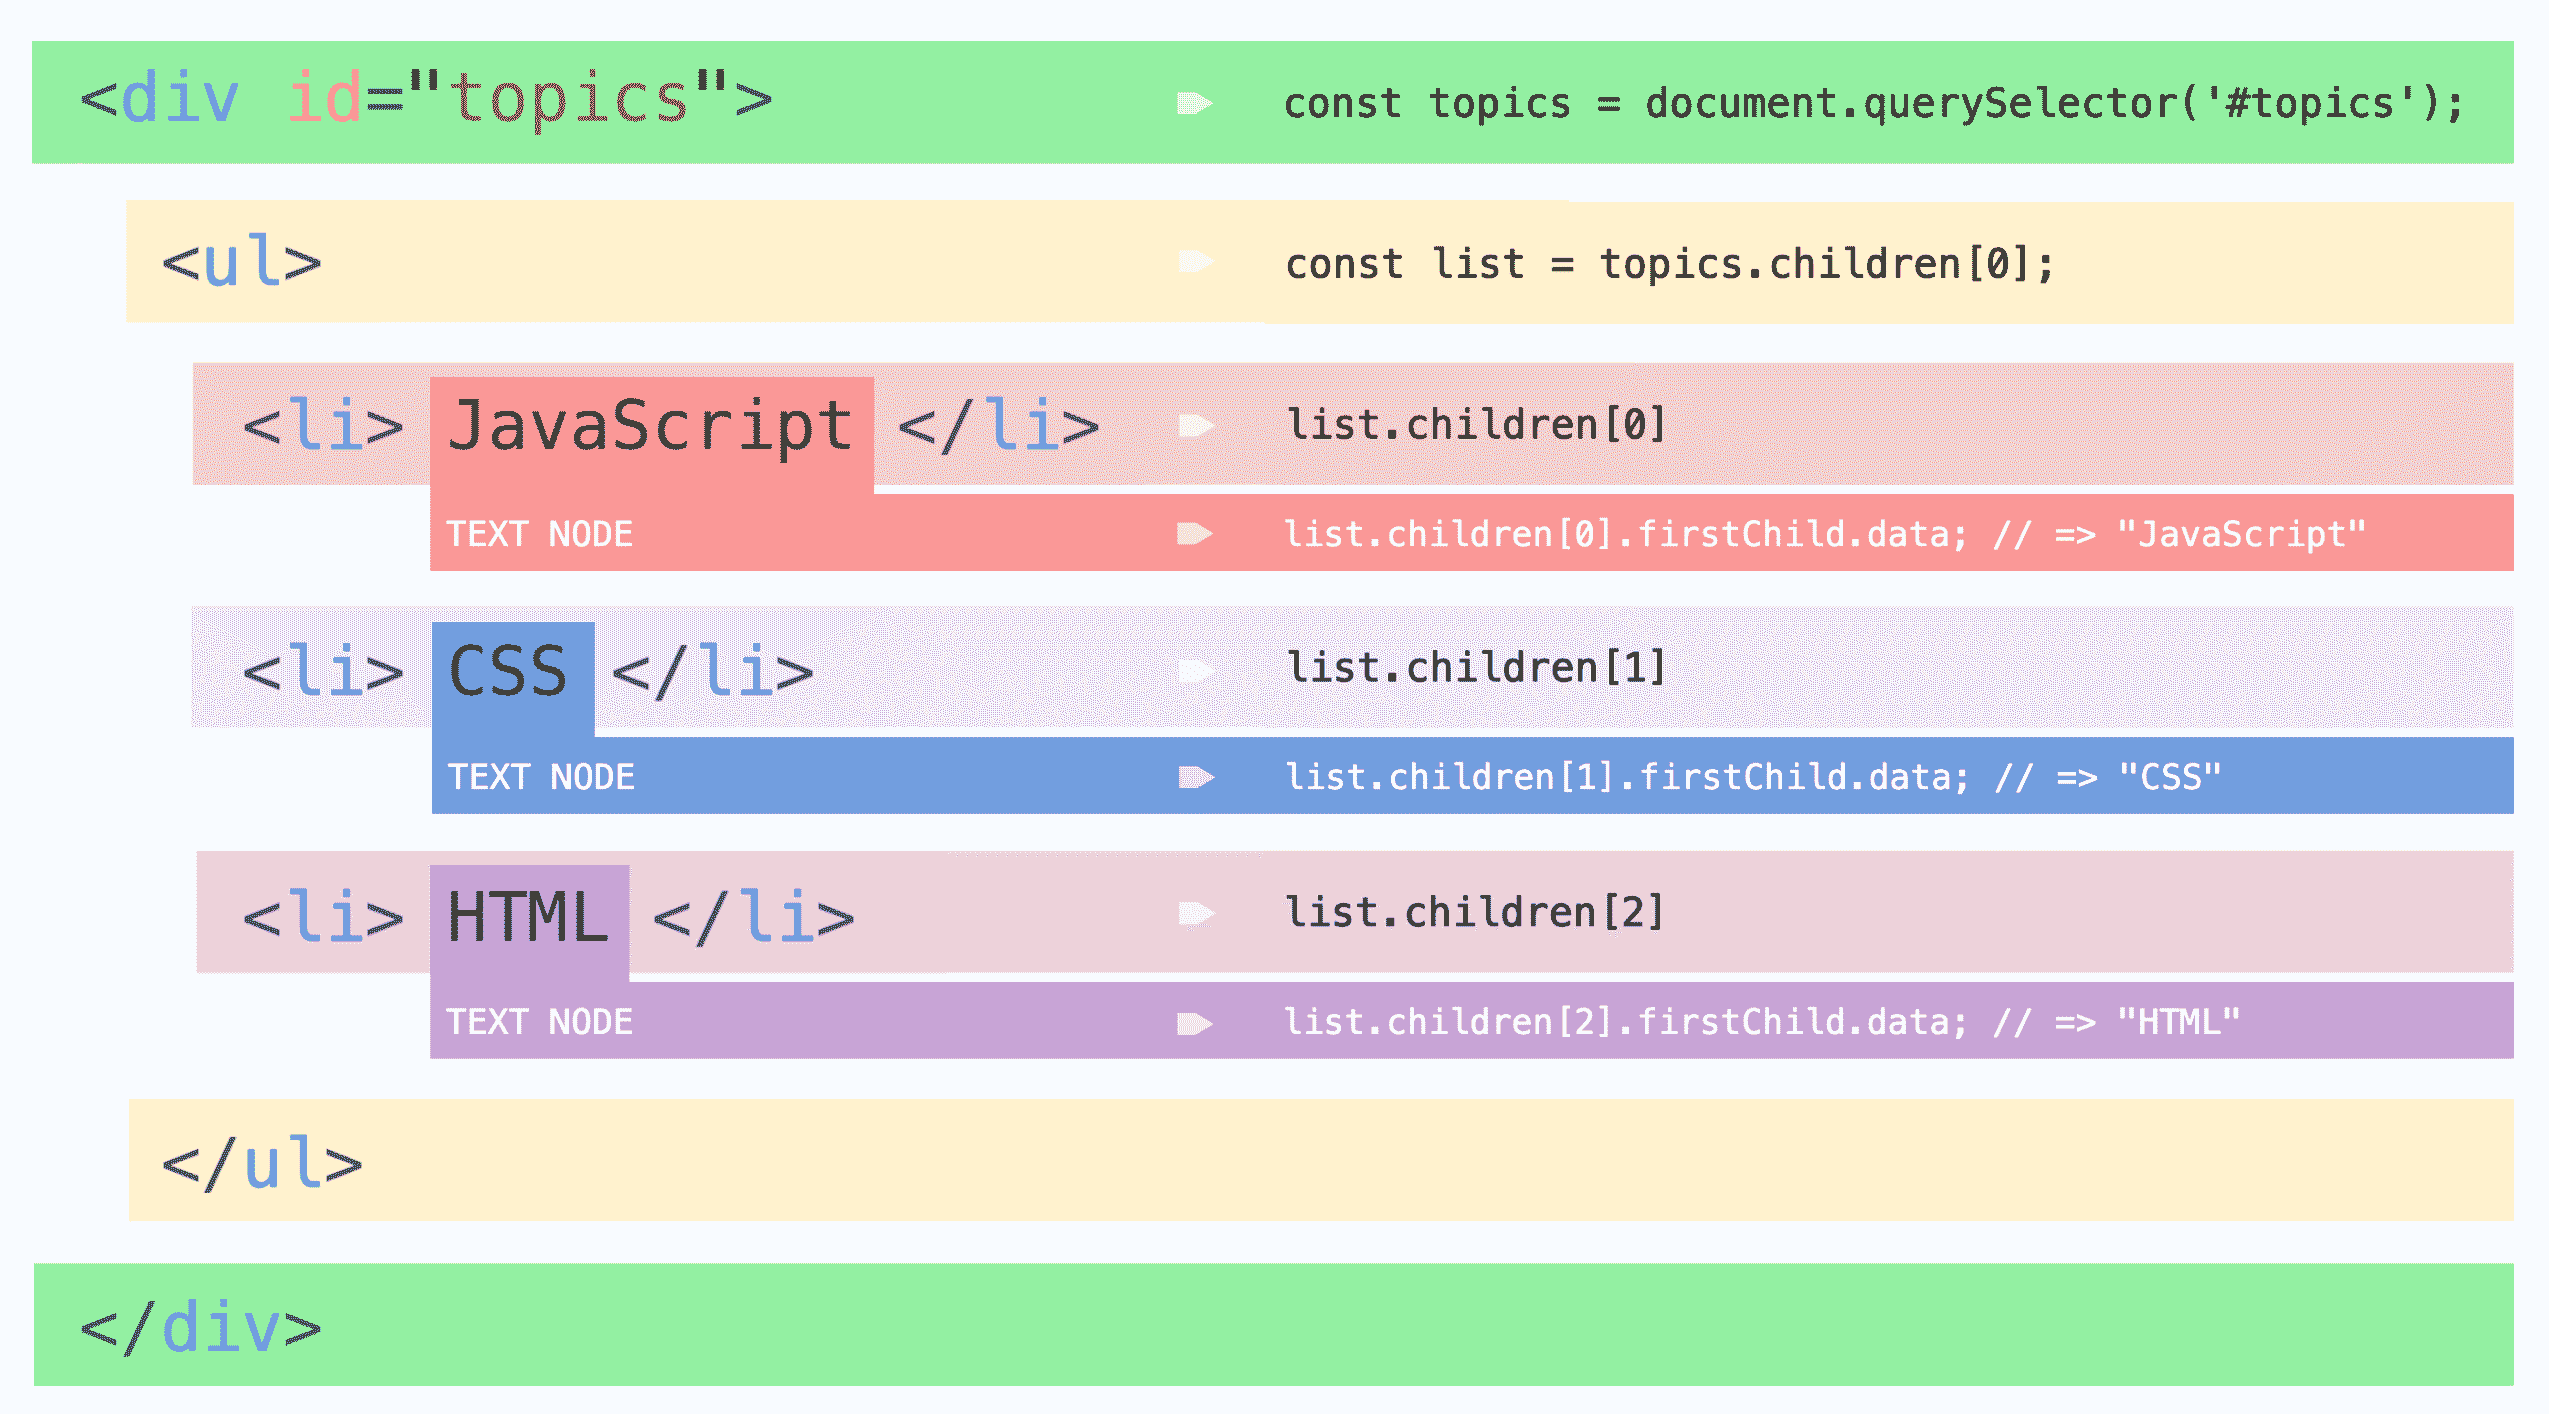 <div id="topics"> const topics = document.querySelector('#topics');
<ul> const list = topics.children[0];
<li> JavaScript </li> list.children[0]
TEXT NODE list.children[0].firstChild.data; // => "JavaScript"
<li> CSS </li> list.children[1]
TEXT NODE list.children[1].firstChild.data; // => "CSS"
<li> HTML </li> list.children[2]
TEXT NODE list.children[2].firstChild.data; // => "HTML"
</ul>
</div>